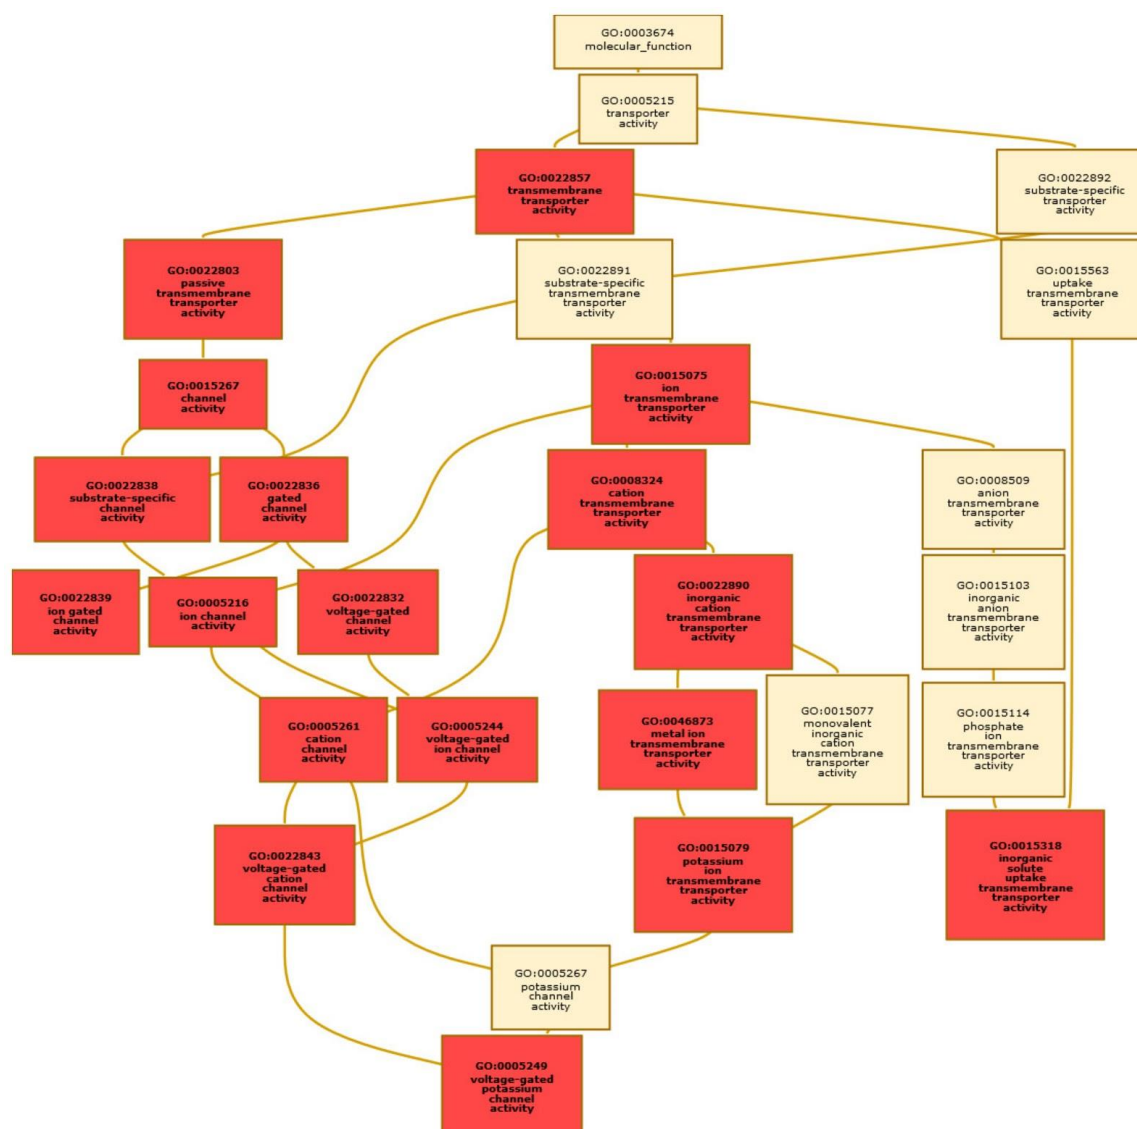 GO:0003674
molecular_function
GO:0005215
transporter
activity
GO:0022857
transmembrane
transporter
activity
GO:0022892
substrate-specific
transporter
activity
GO:0022803
passive
transmembrane
transporter
activity
GO:0022891
substrate-specific
transmembrane
transporter
activity
GO:0015563
uptake
transmembrane
transporter
activity
GO:0015267
channel
activity
GO:0015075
ion
transmembrane
transporter
activity
GO:0022838
substrate-specific
channel
activity
GO:0022836
gated
channel
activity
GO:0008324
cation
transmembrane
transporter
activity
GO:0008509
anion
transmembrane
transporter
activity
GO:0022839
ion gated
channel
activity
GO:0005216
ion channel
activity
GO:0022832
voltage-gated
channel
activity
GO:0022890
inorganic
cation
transmembrane
transporter
activity
GO:0015103
inorganic
anion
transmembrane
transporter
activity
GO:0005261
cation
channel
activity
GO:0005244
voltage-gated
ion channel
activity
GO:0046873
metal ion
transmembrane
transporter
activity
GO:0015077
monovalent
inorganic
cation
transmembrane
transporter
activity
GO:0015114
phosphate
ion
transmembrane
transporter
activity
GO:0022843
voltage-gated
cation
channel
activity
GO:0015079
potassium
ion
transmembrane
transporter
activity
GO:0015318
inorganic
solute
uptake
transmembrane
transporter
activity
GO:0005267
potassium
channel
activity
GO:0005249
voltage-gated
potassium
channel
activity